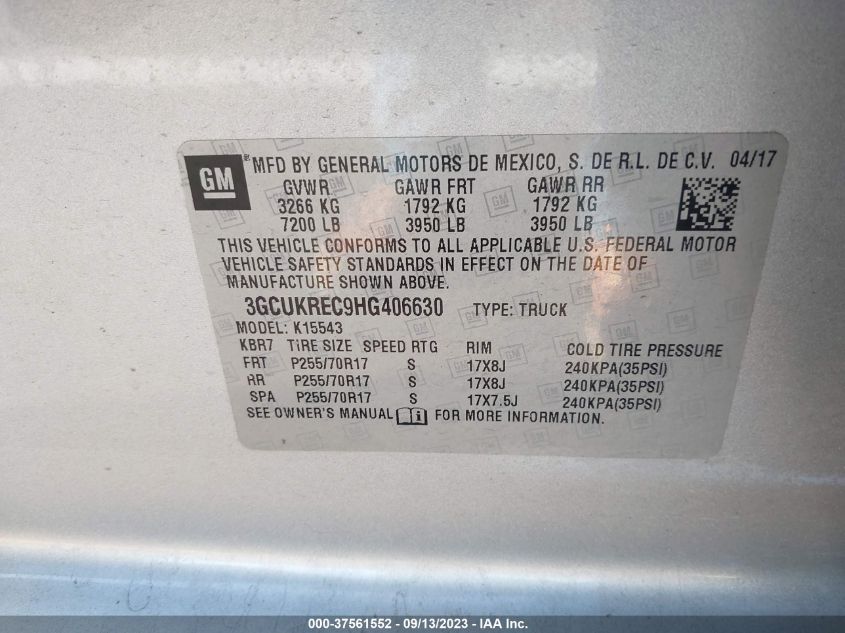 GM® MFD BY GENERAL MOTORS DE MEXICO, S. DE R.L. DE C.V. 04/17
GVWR GAWR FRT GAWR RR
3266 KG 1792 KG 1792 KG
7200 LB 3950 LB 3950 LB
THIS VEHICLE CONFORMS TO ALL APPLICABLE U.S. FEDERAL MOTOR
VEHICLE SAFETY STANDARDS IN EFFECT ON THE DATE OF
MANUFACTURE SHOWN ABOVE.
3GCUKREC9HG406630 TYPE: TRUCK
MODEL: K15543
KBR7 TIRE SIZE SPEED RTG RIM COLD TIRE PRESSURE
FRT P255/70R17 S 17X8J 240KPA(35PSI)
RR P255/70R17 S 17X8J 240KPA(35PSI)
SPA P255/70R17 S 17X7.5J 240KPA(35PSI)
SEE OWNER'S MANUAL i FOR MORE INFORMATION.
000-37561552 - 09/13/2023 - IAA Inc.